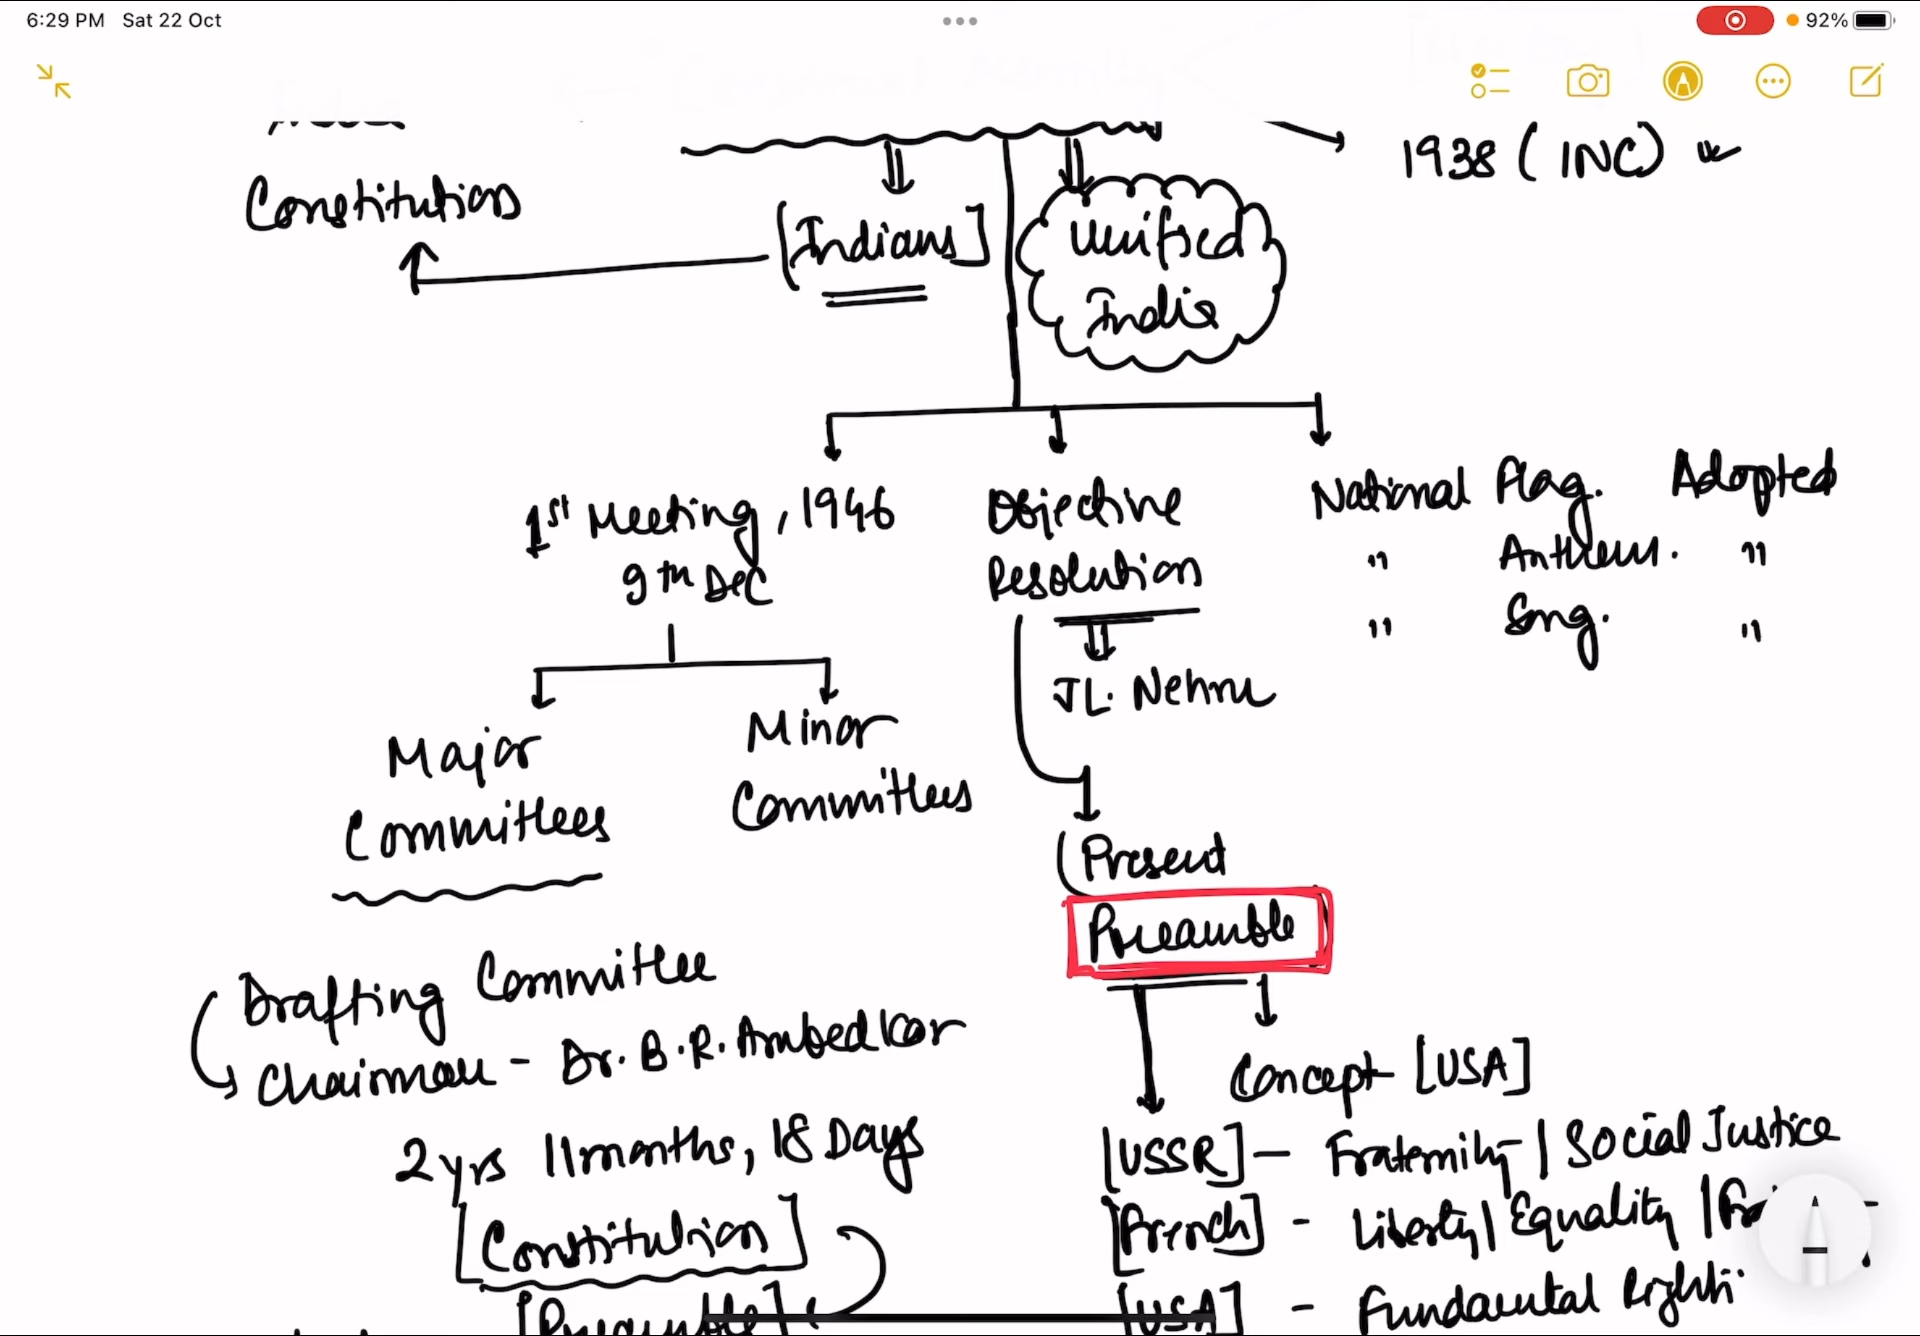 6:29 PM Sat 22 Oct
92%
1938 (INC)
Constitution
[Indians]
Unified
India
1st Meeting, 1946
9th Dec
Objective
Resolution
JL. Nehru
National Flag. Adopted
" Anthem. "
" Song. "
Major
Committees
Minor
Committees
Present
Preamble
Drafting Committee
Chairman - Dr. B.R. Ambedkar
2 yrs 11 months, 18 Days
[Constitution]
[Preamble]
Concept [USA]
[USSR] - Fraternity | Social Justice
[French] - Liberty | Equality |
[USA] - Fundamental Rights